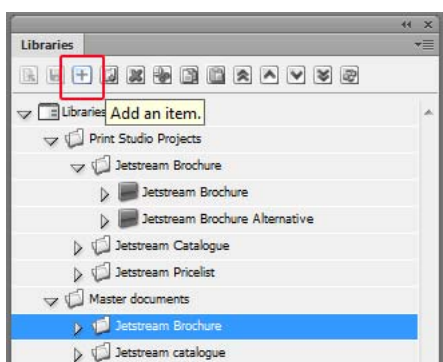 Libraries
Libraries
Add an item.
Print Studio Projects
Jetstream Brochure
Jetstream Brochure
Jetstream Brochure Alternative
Jetstream Catalogue
Jetstream Pricelist
Master documents
Jetstream Brochure
Jetstream catalogue